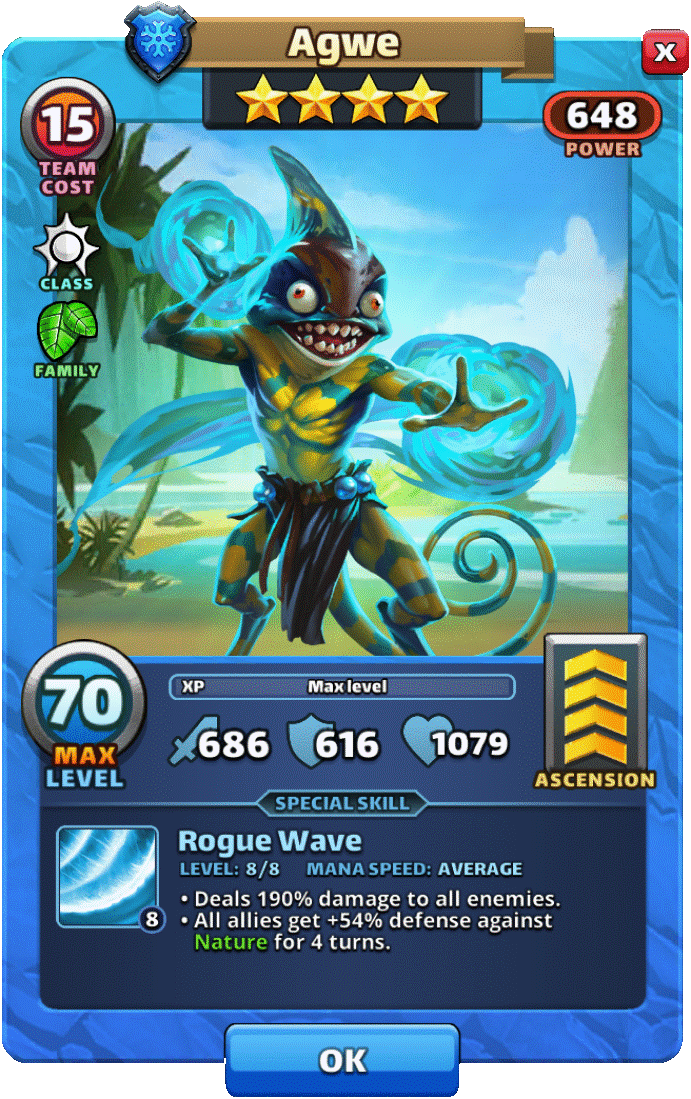 Agwe
X
15
TEAM
COST
648
POWER
CLASS
FAMILY
70
MAX
LEVEL
XP Max level
686 616 1079
ASCENSION
SPECIAL SKILL
Rogue Wave
LEVEL: 8/8 MANA SPEED: AVERAGE
8
• Deals 190% damage to all enemies.
• All allies get +54% defense against
Nature for 4 turns.
OK